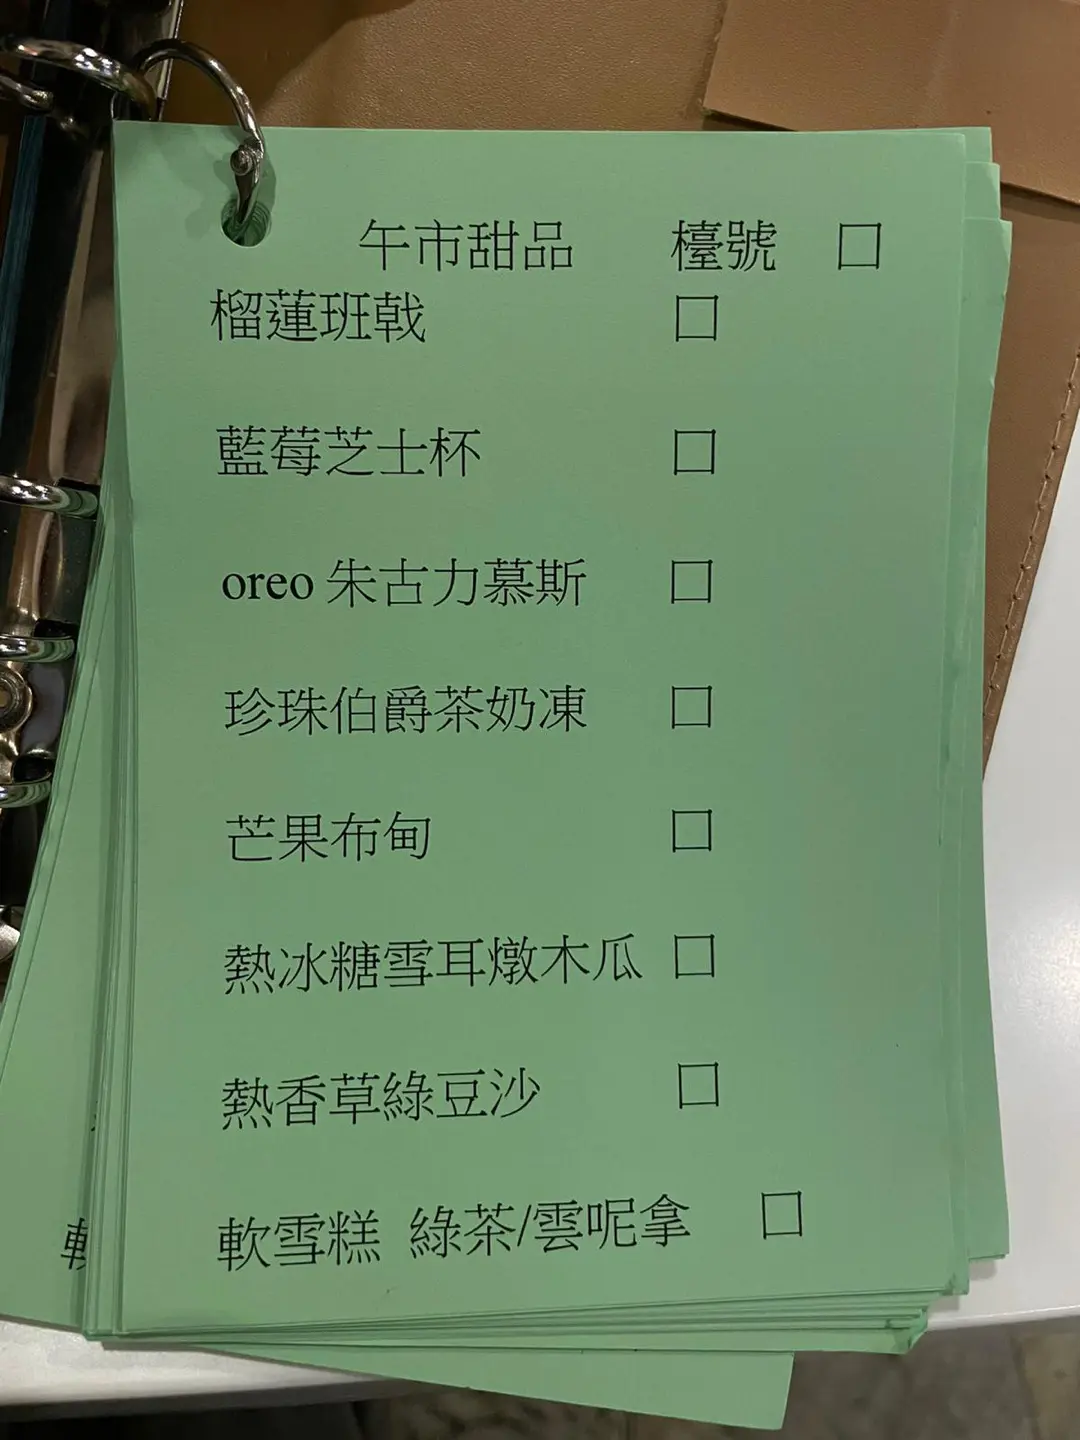 午市甜品 檯號 □
榴蓮班戟 □
藍莓芝士杯 □
oreo 朱古力慕斯 □
珍珠伯爵茶奶凍 □
芒果布甸 □
熱冰糖雪耳燉木瓜 □
熱香草綠豆沙 □
軟雪糕 綠茶/雲呢拿 □